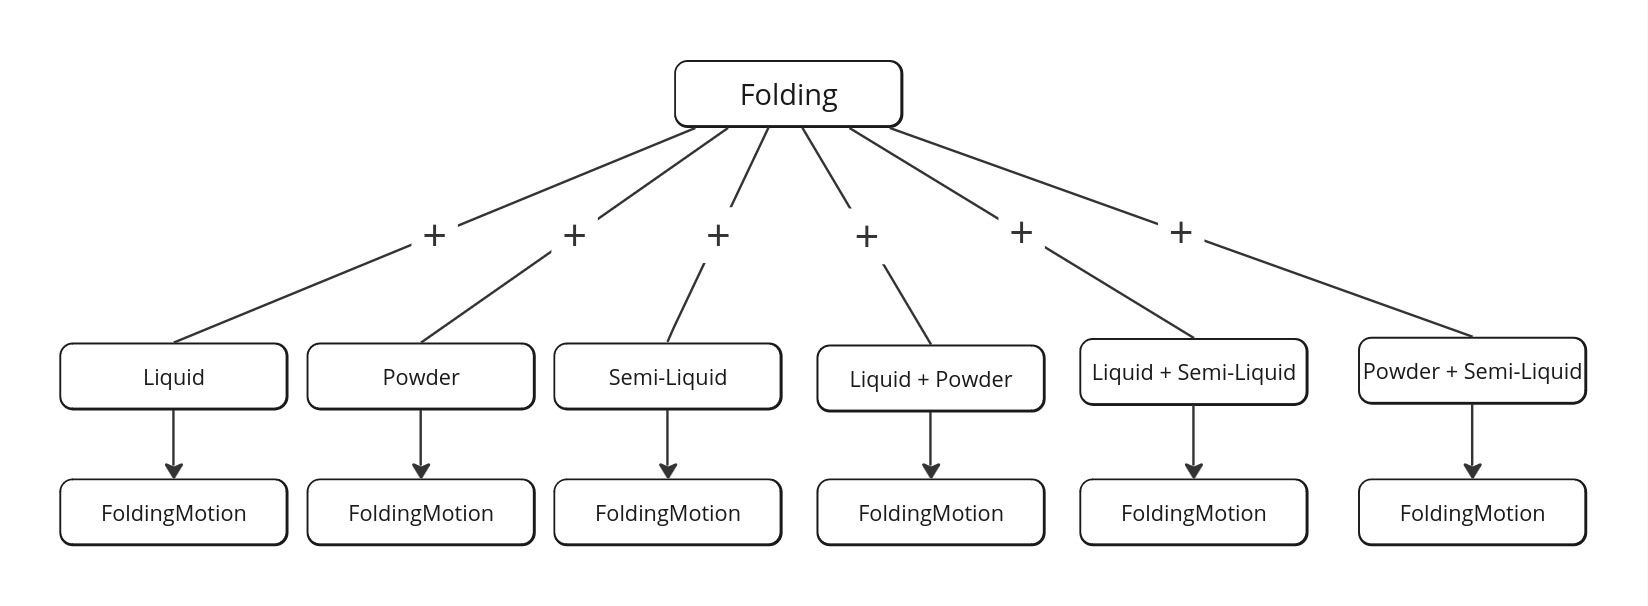 Folding
+ + + + + +
Liquid
Powder
Semi-Liquid
Liquid + Powder
Liquid + Semi-Liquid
Powder + Semi-Liquid
FoldingMotion
FoldingMotion
FoldingMotion
FoldingMotion
FoldingMotion
FoldingMotion